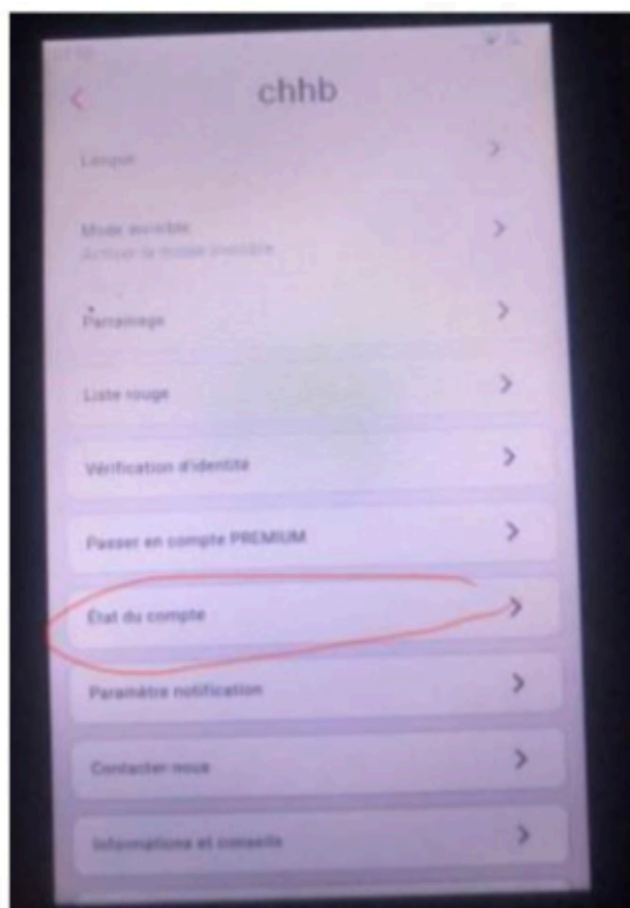 chhb
Langue
Mode invisible
Activer le mode invisible
Parrainage
Liste rouge
Vérification d'identité
Passer en compte PREMIUM
État du compte
Paramètre notification
Contacter nous
Informations et conseils